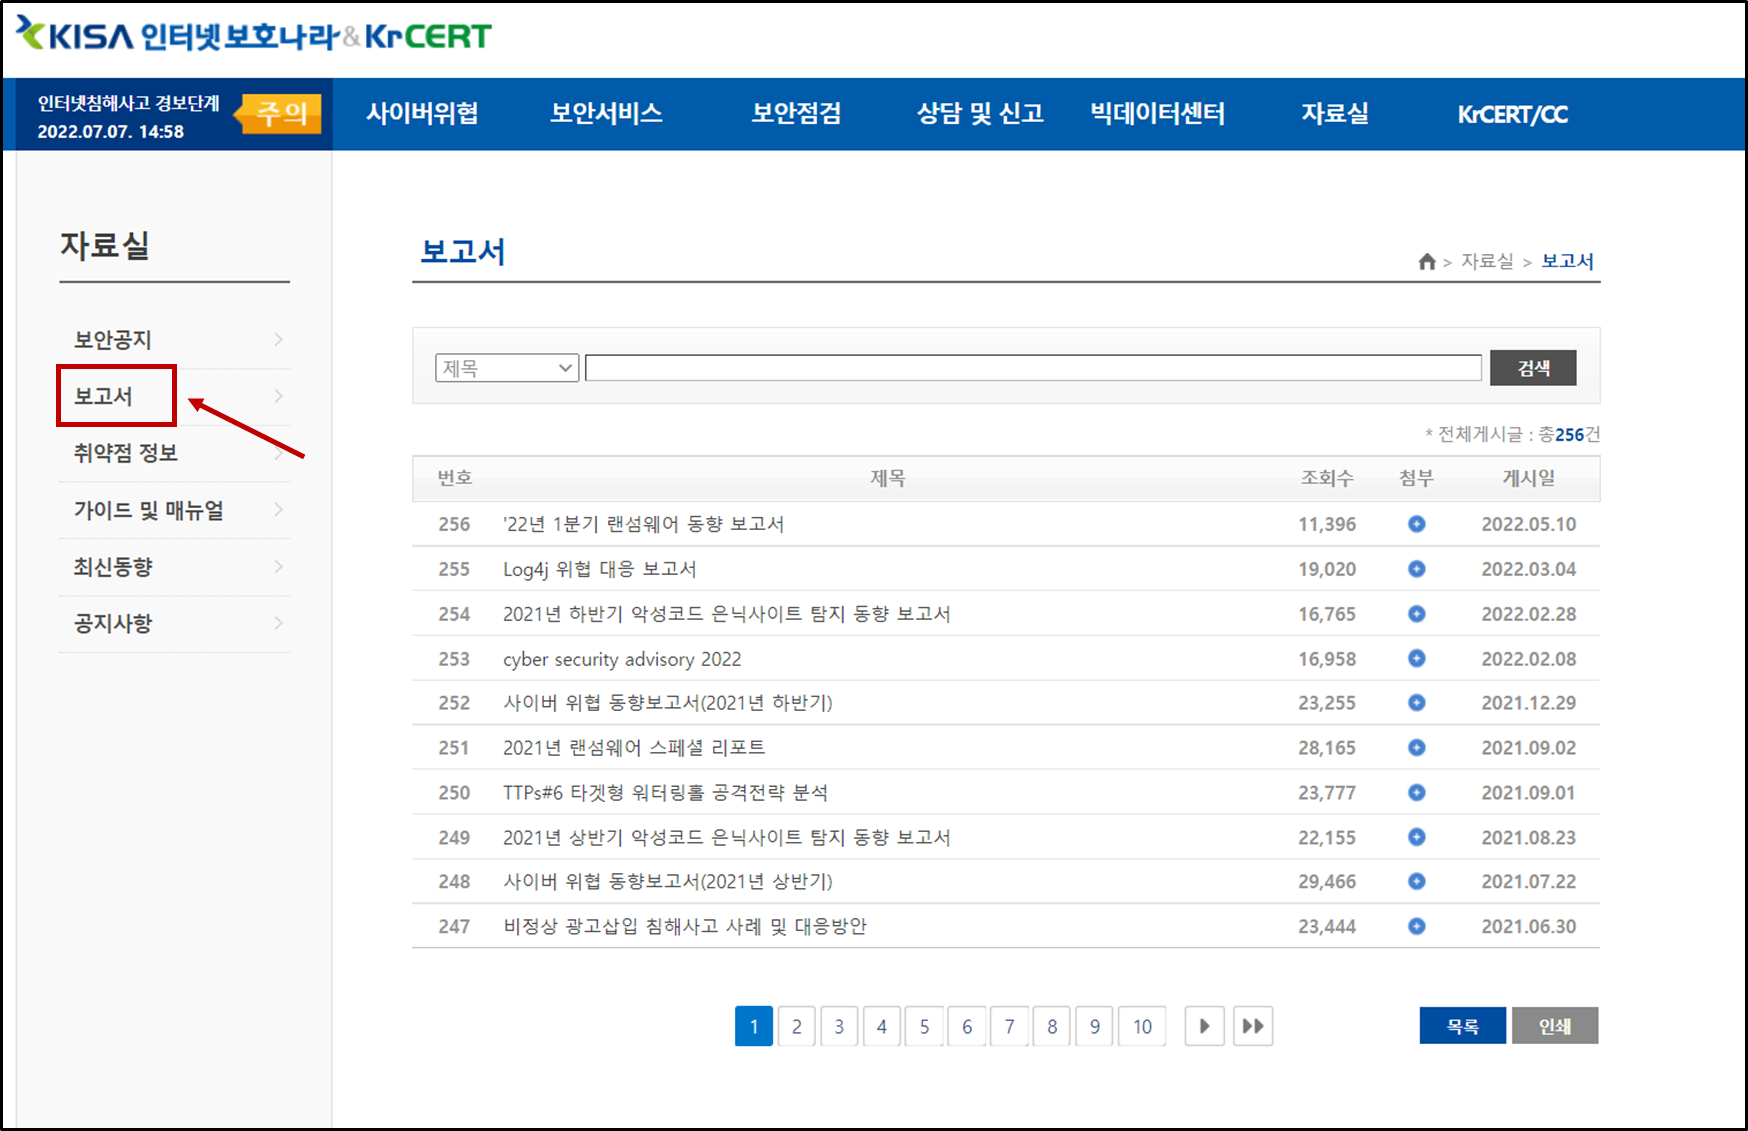 KISA 인터넷보호나라&KrCERT
인터넷침해사고 경보단계
2022.07.07. 14:58
주의
사이버위협
보안서비스
보안점검
상담 및 신고
빅데이터센터
자료실
KrCERT/CC
자료실
보안공지
보고서
취약점 정보
가이드 및 매뉴얼
최신동향
공지사항
보고서
> 자료실 > 보고서
제목
검색
* 전체게시글 : 총256건
번호 제목 조회수 첨부 게시일
256 '22년 1분기 랜섬웨어 동향 보고서 11,396 2022.05.10
255 Log4j 위협 대응 보고서 19,020 2022.03.04
254 2021년 하반기 악성코드 은닉사이트 탐지 동향 보고서 16,765 2022.02.28
253 cyber security advisory 2022 16,958 2022.02.08
252 사이버 위협 동향보고서(2021년 하반기) 23,255 2021.12.29
251 2021년 랜섬웨어 스페셜 리포트 28,165 2021.09.02
250 TTPs#6 타겟형 워터링홀 공격전략 분석 23,777 2021.09.01
249 2021년 상반기 악성코드 은닉사이트 탐지 동향 보고서 22,155 2021.08.23
248 사이버 위협 동향보고서(2021년 상반기) 29,466 2021.07.22
247 비정상 광고삽입 침해사고 사례 및 대응방안 23,444 2021.06.30
1 2 3 4 5 6 7 8 9 10
목록
인쇄